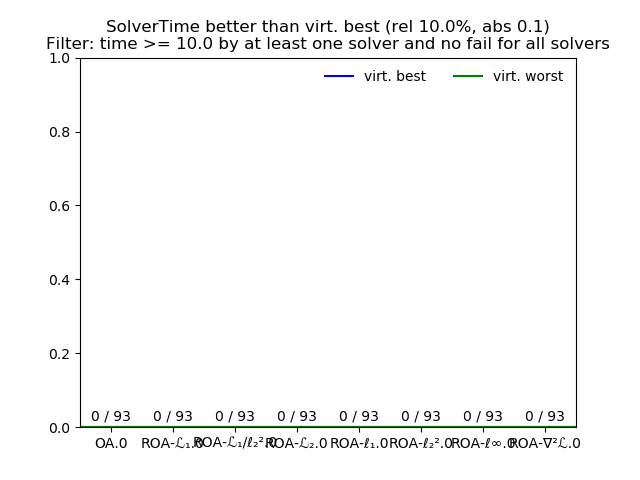 SolverTime better than virt. best (rel 10.0%, abs 0.1)
Filter: time >= 10.0 by at least one solver and no fail for all solvers
virt. best virt. worst
1.0
0.8
0.6
0.4
0.2
0.0
0 / 93 0 / 93 0 / 93 0 / 93 0 / 93 0 / 93 0 / 93 0 / 93
OA.0 ROA-ℒ₁.0 ROA-ℒ₁/ℓ₂².0 ROA-ℒ₂.0 ROA-ℓ₁.0 ROA-ℓ₂².0 ROA-ℓ∞.0 ROA-∇²ℒ.0